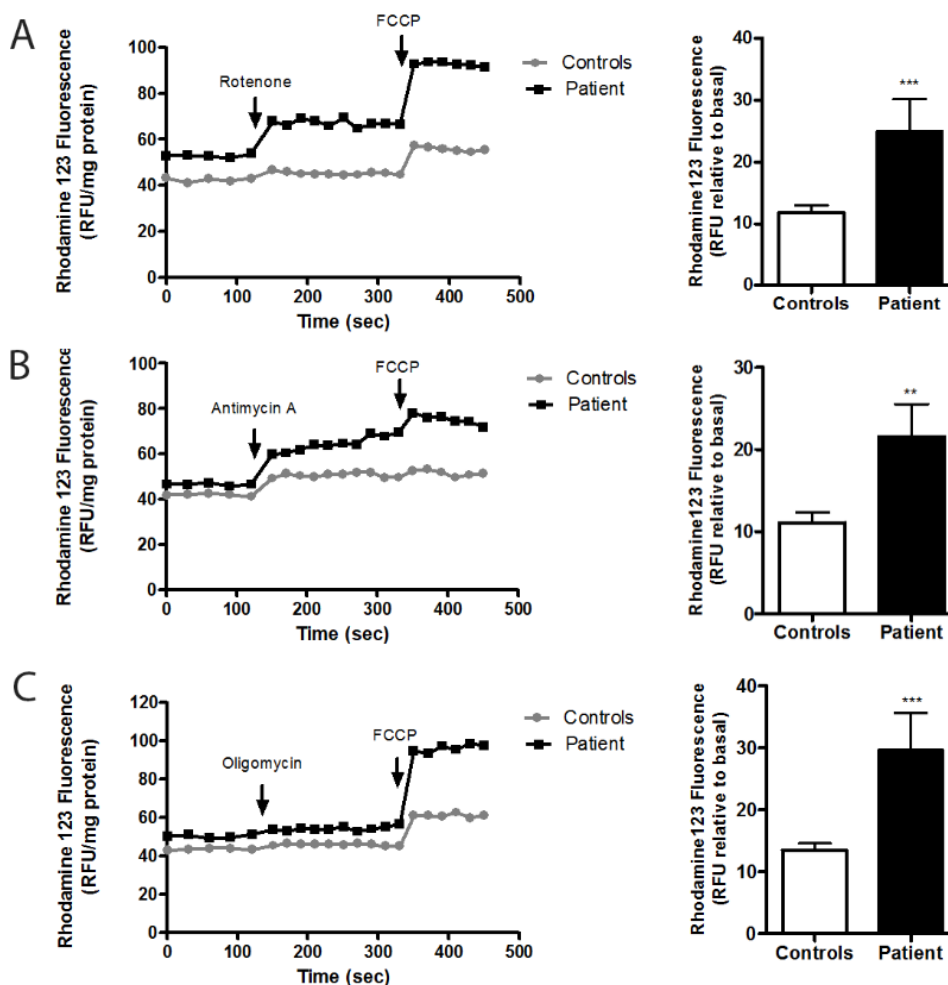 A
Rhodamine 123 Fluorescence
(RFU/mg protein)
100
80
60
40
20
0
0 100 200 300 400 500
Time (sec)
Rotenone
FCCP
Controls
Patient
Rhodamine123 Fluorescence
(RFU relative to basal)
40
30
20
10
0
***
Controls Patient
B
Rhodamine 123 Fluorescence
(RFU/mg protein)
100
80
60
40
20
0
0 100 200 300 400 500
Time (sec)
Antimycin A
FCCP
Controls
Patient
Rhodamine123 Fluorescence
(RFU relative to basal)
30
20
10
0
**
Controls Patient
C
Rhodamine 123 Fluorescence
(RFU/mg protein)
120
100
80
60
40
20
0
0 100 200 300 400 500
Time (sec)
Oligomycin
FCCP
Controls
Patient
Rhodamine123 Fluorescence
(RFU relative to basal)
40
30
20
10
0
***
Controls Patient